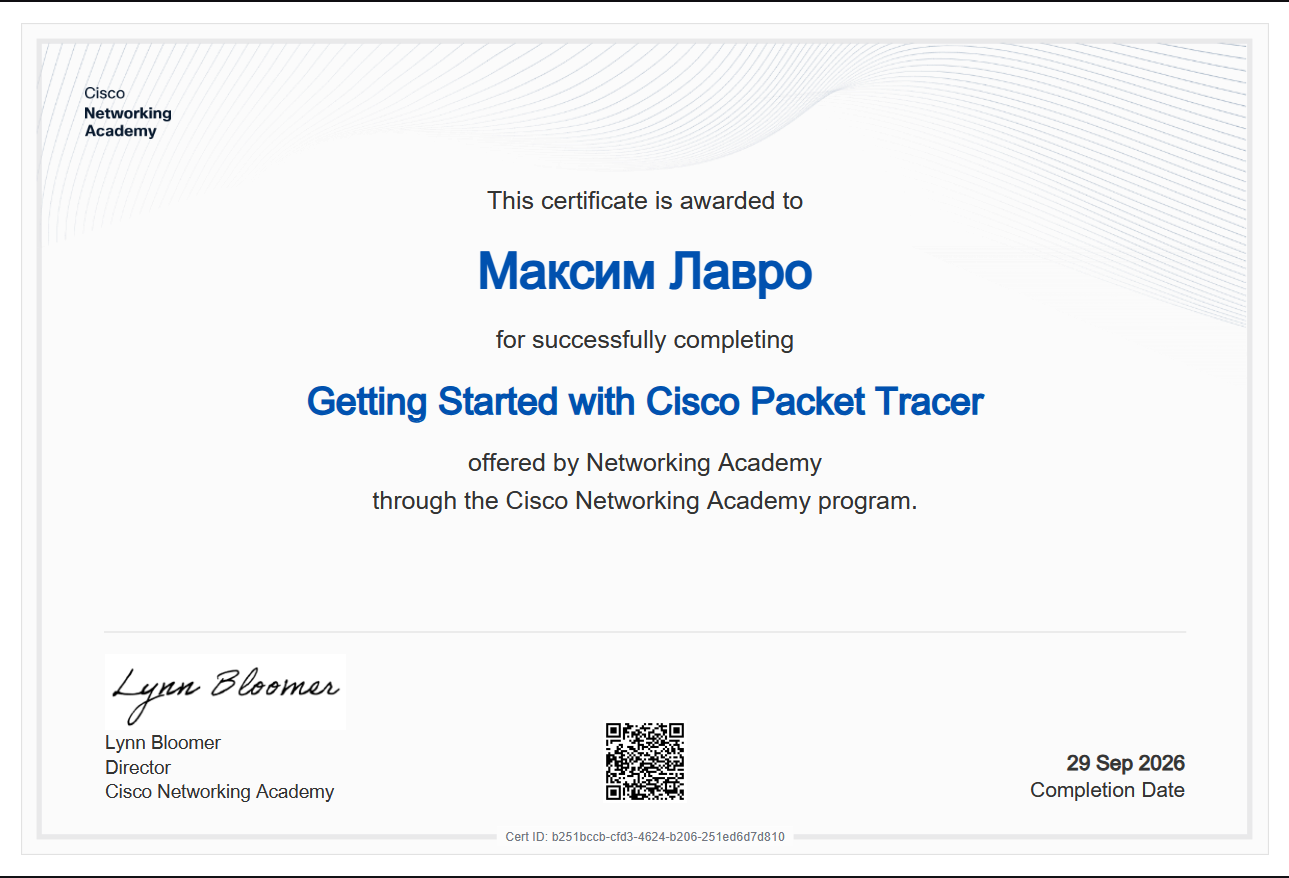 Cisco
Networking
Academy
This certificate is awarded to
Максим Лавро
for successfully completing
Getting Started with Cisco Packet Tracer
offered by Networking Academy
through the Cisco Networking Academy program.
Lynn Bloomer
Lynn Bloomer
Director
Cisco Networking Academy
29 Sep 2026
Completion Date
Cert ID: b251bccb-cfd3-4624-b206-251ed6d7d810